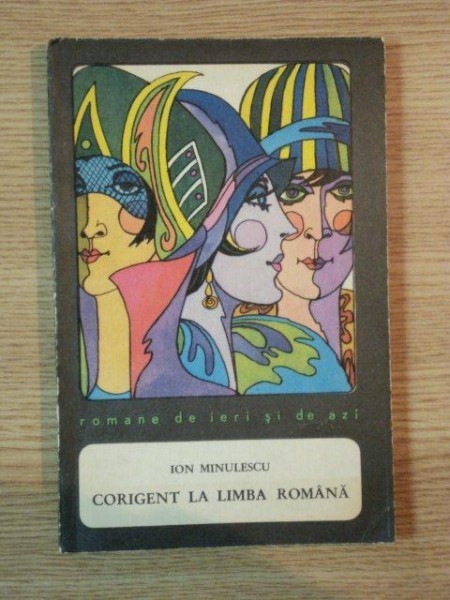 romane de ieri și de azi
ION MINULESCU
CORIGENT LA LIMBA ROMÂNĂ